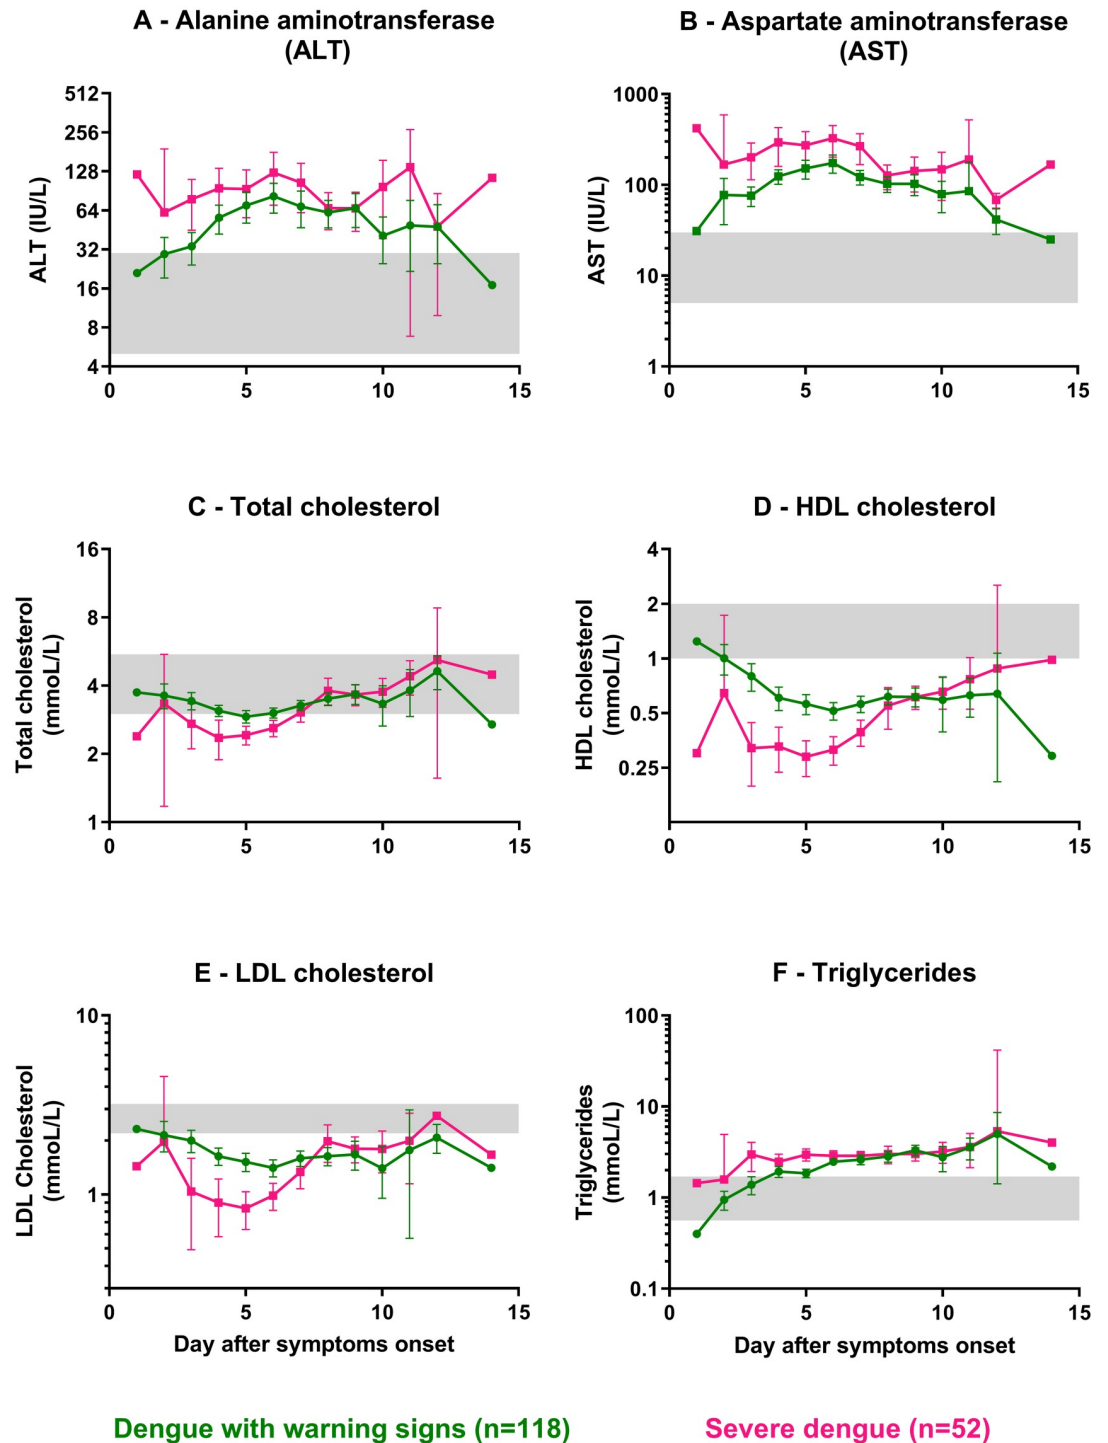 A - Alanine aminotransferase
(ALT)
ALT (IU/L)
512
256
128
64
32
16
8
4
0
5
10
15
B - Aspartate aminotransferase
(AST)
AST (IU/L)
1000
100
10
1
0
5
10
15
C - Total cholesterol
Total cholesterol
(mmoL/L)
16
8
4
2
1
0
5
10
15
D - HDL cholesterol
HDL cholesterol
(mmoL/L)
4
2
1
0.5
0.25
0
5
10
15
E - LDL cholesterol
LDL Cholesterol
(mmoL/L)
10
1
0
5
10
15
Day after symptoms onset
F - Triglycerides
Triglycerides
(mmoL/L)
100
10
1
0.1
0
5
10
15
Day after symptoms onset
Dengue with warning signs (n=118)
Severe dengue (n=52)